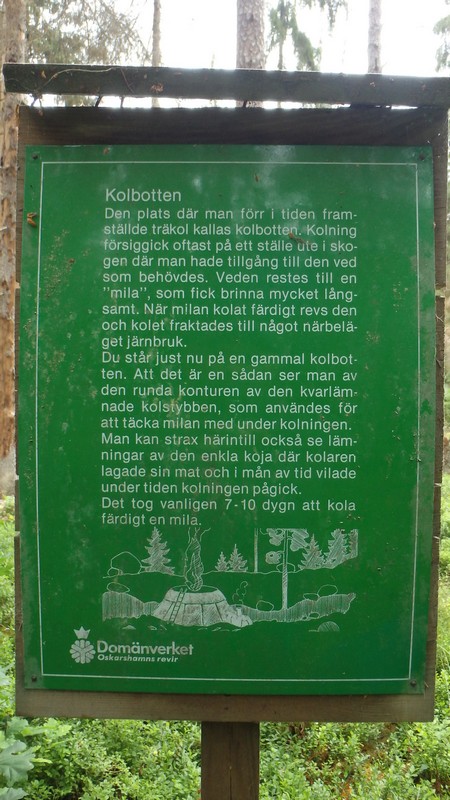 Kolbotten
Den plats där man förr i tiden fram-
ställde träkol kallas kolbotten. Kolning
försiggick oftast på ett ställe ute i sko-
gen där man hade tillgång till den ved
som behövdes. Veden restes till en
"mila", som fick brinna mycket lång-
samt. När milan kolat färdigt revs den
och kolet fraktades till något närbelä-
get järnbruk.
Du står just nu på en gammal kolbot-
ten. Att det är en sådan ser man av
den runda konturen av den kvarläm-
nade kolstybben, som användes för
att täcka milan med under kolningen.
Man kan strax härintill också se läm-
ningar av den enkla koja där kolaren
lagade sin mat och i mån av tid vilade
under tiden kolningen pågick.
Det tog vanligen 7-10 dygn att kola
färdigt en mila.
Domänverket
Oskarshamns revir